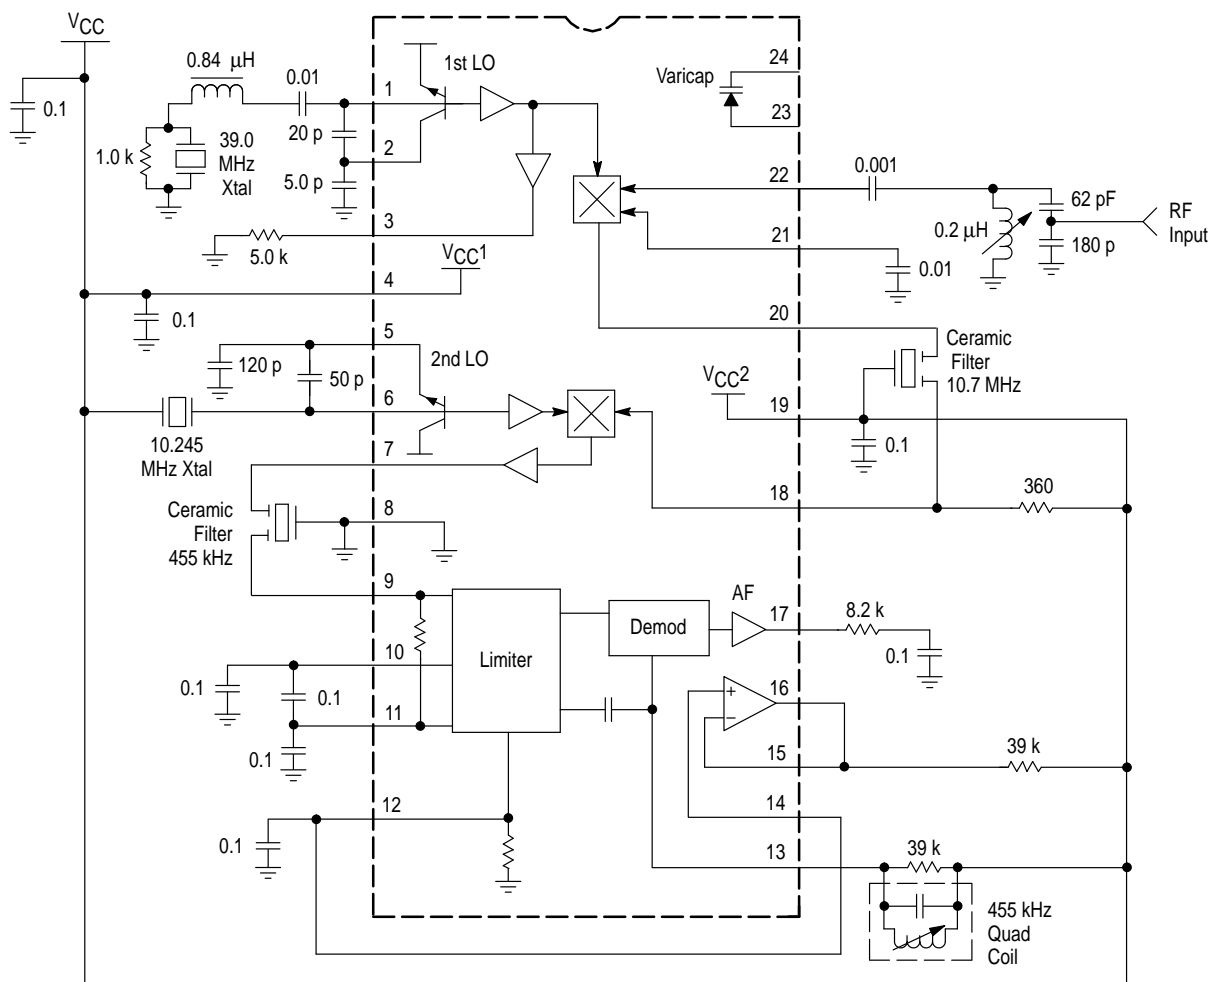 VCC
0.1
0.84 μH
0.01
1.0 k
39.0
MHz
Xtal
20 p
5.0 p
1
2
3
5.0 k
1st LO
VCC1
4
0.1
5
120 p
50 p
2nd LO
6
10.245
MHz Xtal
7
Ceramic
Filter
455 kHz
8
9
10
0.1
0.1
11
0.1
12
0.1
Limiter
Demod
AF
+
–
Varicap
24
23
22
0.001
62 pF
0.2 μH
180 p
RF
Input
21
0.01
20
Ceramic
Filter
10.7 MHz
VCC2
19
0.1
18
360
17
8.2 k
0.1
16
15
39 k
14
13
39 k
455 kHz
Quad
Coil